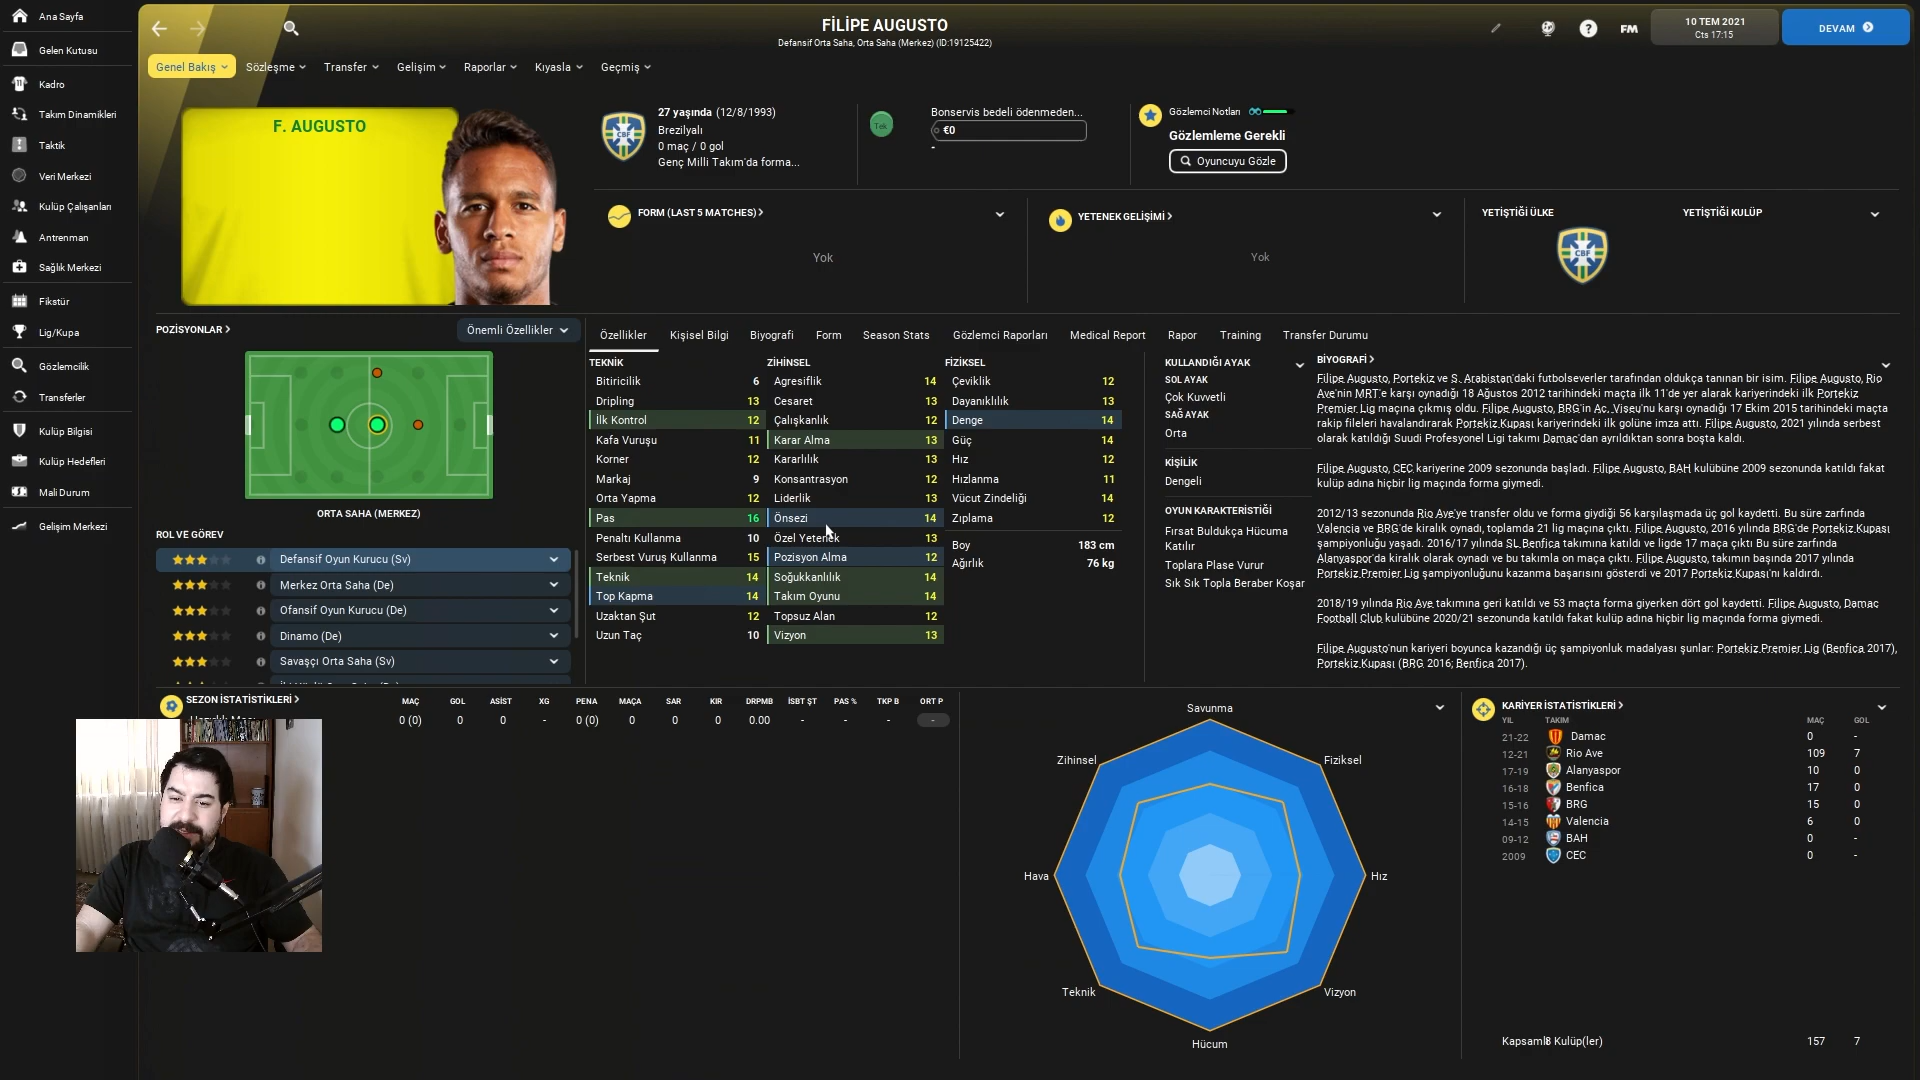 Ana Sayfa
Gelen Kutusu
Kadro
Takım Dinamikleri
Taktik
Veri Merkezi
Kulüp Çalışanları
Antrenman
Sağlık Merkezi
Fikstür
Lig/Kupa
Gözlemcilik
Transferler
Kulüp Bilgisi
Kulüp Hedefleri
Mali Durum
Gelişim Merkezi
FİLİPE AUGUSTO
Defansif Orta Saha, Orta Saha (Merkez) (ID:19125422)
?
FM
10 TEM 2021
Cts 17:15
DEVAM
Genel Bakış
Sözleşme
Transfer
Gelişim
Raporlar
Kıyasla
Geçmiş
F. AUGUSTO
27 yaşında (12/8/1993)
Brezilyalı
0 maç / 0 gol
Genç Milli Takım'da forma...
CBF
Tek
Bonservis bedeli ödenmeden...
€0
-
Gözlemci Notları
Gözlemleme Gerekli
Oyuncuyu Gözle
FORM (LAST 5 MATCHES)
Yok
YETENEK GELİŞİMİ
Yok
YETİŞTİĞİ ÜLKE
YETİŞTİĞİ KULÜP
CBF
POZİSYONLAR
Önemli Özellikler
ORTA SAHA (MERKEZ)
ROL VE GÖREV
Defansif Oyun Kurucu (Sv)
Merkez Orta Saha (De)
Ofansif Oyun Kurucu (De)
Dinamo (De)
Savaşçı Orta Saha (Sv)
Özellikler
Kişisel Bilgi
Biyografi
Form
Season Stats
Gözlemci Raporları
Medical Report
Rapor
Training
Transfer Durumu
TEKNİK
Bitiricilik 6
Dripling 13
İlk Kontrol 12
Kafa Vuruşu 11
Korner 12
Markaj 9
Orta Yapma 12
Pas 16
Penaltı Kullanma 10
Serbest Vuruş Kullanma 15
Teknik 14
Top Kapma 14
Uzaktan Şut 12
Uzun Taç 10
ZİHİNSEL
Agresiflik 14
Cesaret 13
Çalışkanlık 12
Karar Alma 13
Kararlılık 13
Konsantrasyon 12
Liderlik 13
Önsezi 14
Özel Yetenek 13
Pozisyon Alma 12
Soğukkanlılık 14
Takım Oyunu 14
Topsuz Alan 12
Vizyon 13
FİZİKSEL
Çeviklik 12
Dayanıklılık 13
Denge 14
Güç 14
Hız 12
Hızlanma 11
Vücut Zindeliği 14
Zıplama 12
Boy 183 cm
Ağırlık 76 kg
KULLANDIĞI AYAK
SOL AYAK
Çok Kuvvetli
SAĞ AYAK
Orta
KİŞİLİK
Dengeli
OYUN KARAKTERİSTİĞİ
Fırsat Buldukça Hücuma
Katılır
Toplara Plase Vurur
Sık Sık Topla Beraber Koşar
BİYOGRAFİ
Filipe Augusto, Portekiz ve S. Arabistan'daki futbolseverler tarafından oldukça tanınan bir isim. Filipe Augusto, Rio
Ave'nin MRT'e karşı oynadığı 18 Ağustos 2012 tarihindeki maçta ilk 11'de yer alarak kariyerindeki ilk Portekiz
Premier Lig maçına çıkmış oldu. Filipe Augusto, BRG'in Ac. Viseu'nu karşı oynadığı 17 Ekim 2015 tarihindeki maçta
rakip fileleri havalandırarak Portekiz Kupası kariyerindeki ilk golüne imza attı. Filipe Augusto, 2021 yılında serbest
olarak katıldığı Suudi Profesyonel Ligi takımı Damaç'dan ayrıldıktan sonra boşta kaldı.
Filipe Augusto, CEC kariyerine 2009 sezonunda başladı. Filipe Augusto, BAH kulübüne 2009 sezonunda katıldı fakat
kulüp adına hiçbir lig maçında forma giymedi.
2012/13 sezonunda Rio Ave'ye transfer oldu ve forma giydiği 56 karşılaşmada üç gol kaydetti. Bu süre zarfında
Valencia ve BRG'de kiralık oynadı, toplamda 21 lig maçına çıktı. Filipe Augusto, 2016 yılında BRG'de Portekiz Kupası
şampiyonluğu yaşadı. 2016/17 yılında SL Benfica takımına katıldı ve ligde 17 maça çıktı Bu süre zarfında
Alanyaspor'da kiralık olarak oynadı ve bu takımla on maça çıktı. Filipe Augusto, takımın başında 2017 yılında
Portekiz Premier Lig şampiyonluğunu kazanma başarısını gösterdi ve 2017 Portekiz Kupası'nı kaldırdı.
2018/19 yılında Rio Ave takımına geri katıldı ve 53 maçta forma giyerken dört gol kaydetti. Filipe Augusto, Damaç
Football Club kulübüne 2020/21 sezonunda katıldı fakat kulüp adına hiçbir lig maçında forma giymedi.
Filipe Augusto'nun kariyeri boyunca kazandığı üç şampiyonluk madalyası şunlar: Portekiz Premier Lig (Benfica 2017),
Portekiz Kupası (BRG 2016; Benfica 2017).
SEZON İSTATİSTİKLERİ
MAÇ GOL ASİST XG PENA MAÇA SAR KIR DRPMB İSBT ŞT PAS % TKP B ORT P
0 (0) 0 0 - 0 (0) 0 0 0 0.00 - - - -
Savunma
Fiziksel
Hız
Vizyon
Hücum
Teknik
Hava
Zihinsel
KARİYER İSTATİSTİKLERİ
YIL TAKIM MAÇ GOL
21-22 Damac 0 -
12-21 Rio Ave 109 7
17-19 Alanyaspor 10 0
16-18 Benfica 17 0
15-16 BRG 15 0
14-15 Valencia 6 0
09-12 BAH 0 -
2009 CEC 0 -
8 Kulüp(ler) 157 7